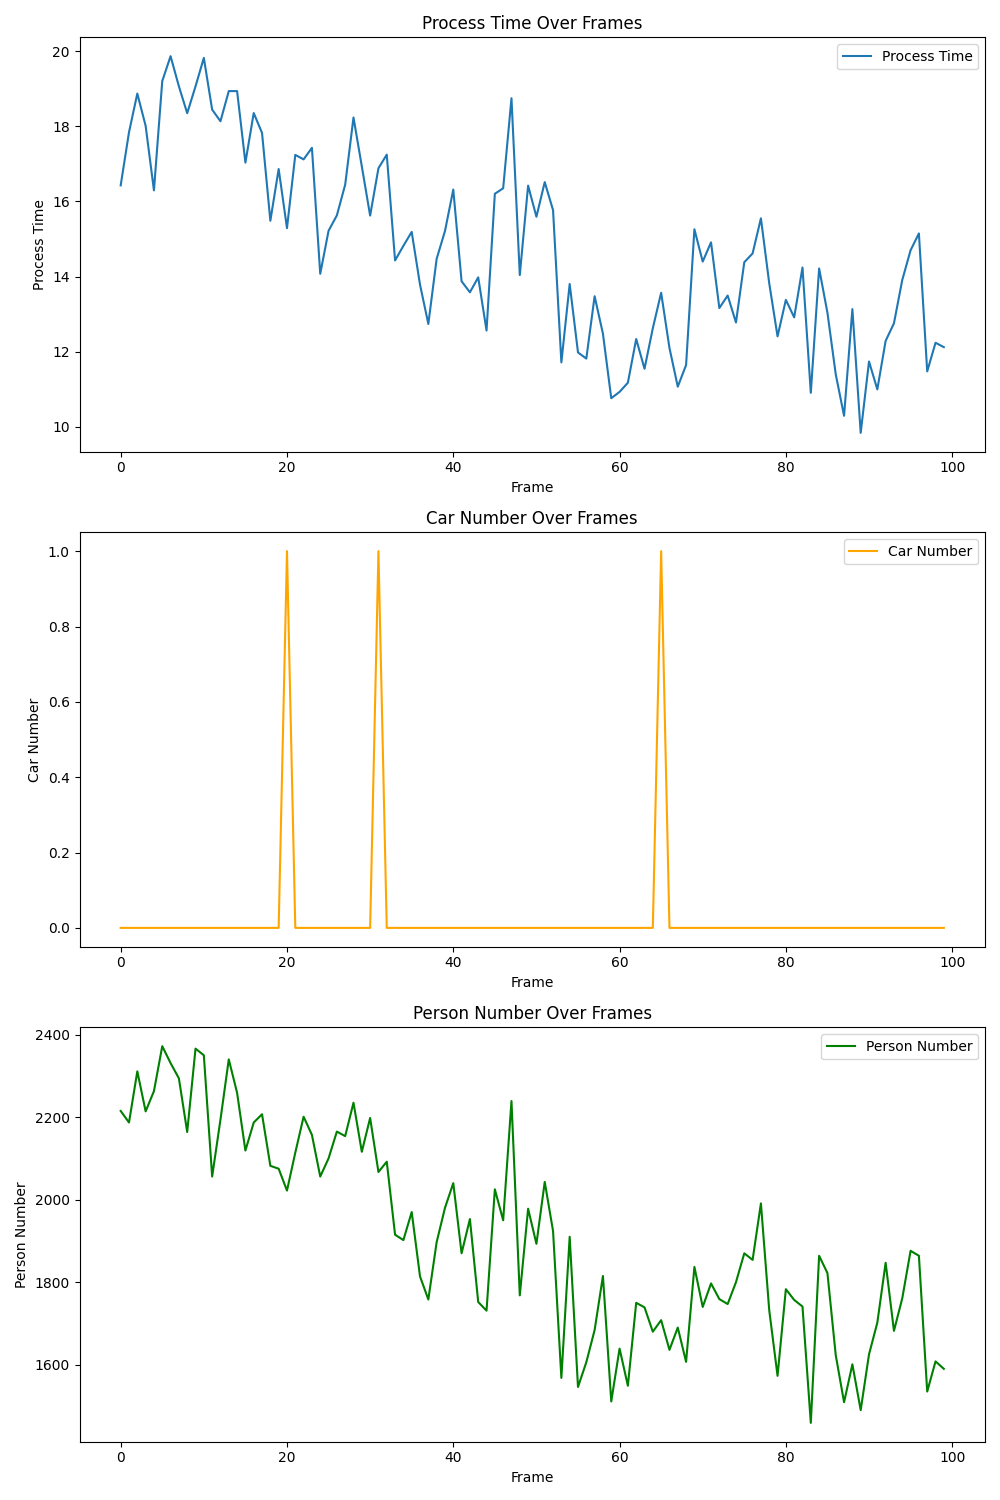 Process Time Over Frames
Process Time
20
18
16
14
12
10
Process Time
0 20 40 60 80 100
Frame
Car Number Over Frames
Car Number
1.0
0.8
0.6
0.4
0.2
0.0
Car Number
0 20 40 60 80 100
Frame
Person Number Over Frames
Person Number
2400
2200
2000
1800
1600
Person Number
0 20 40 60 80 100
Frame